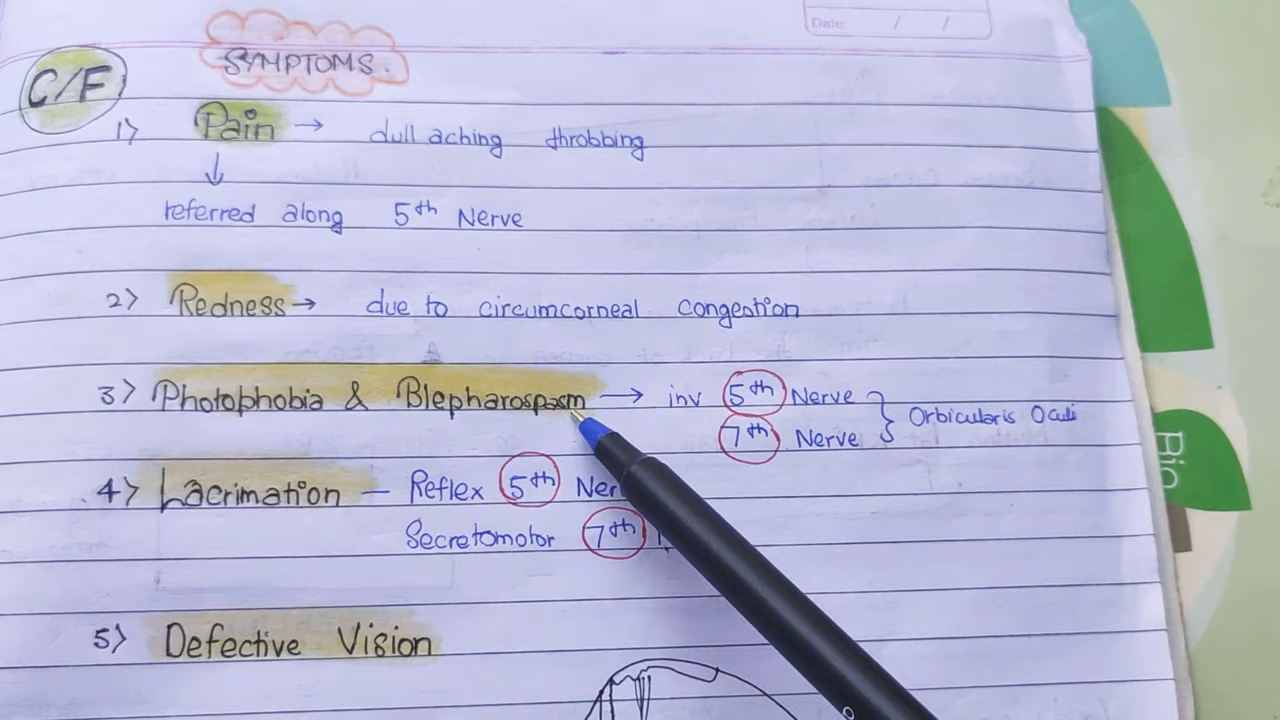 Date: / /
C/F
SYMPTOMS.
1) Pain → dull aching throbbing
↓
referred along 5th Nerve
2) Redness → due to circumcorneal congestion
3) Photophobia & Blepharospasm → inv 5th Nerve
7th Nerve } Orbicularis Oculi
4) Lacrimation — Reflex 5th
Secretomotor 7th
5) Defective Vision
Bio